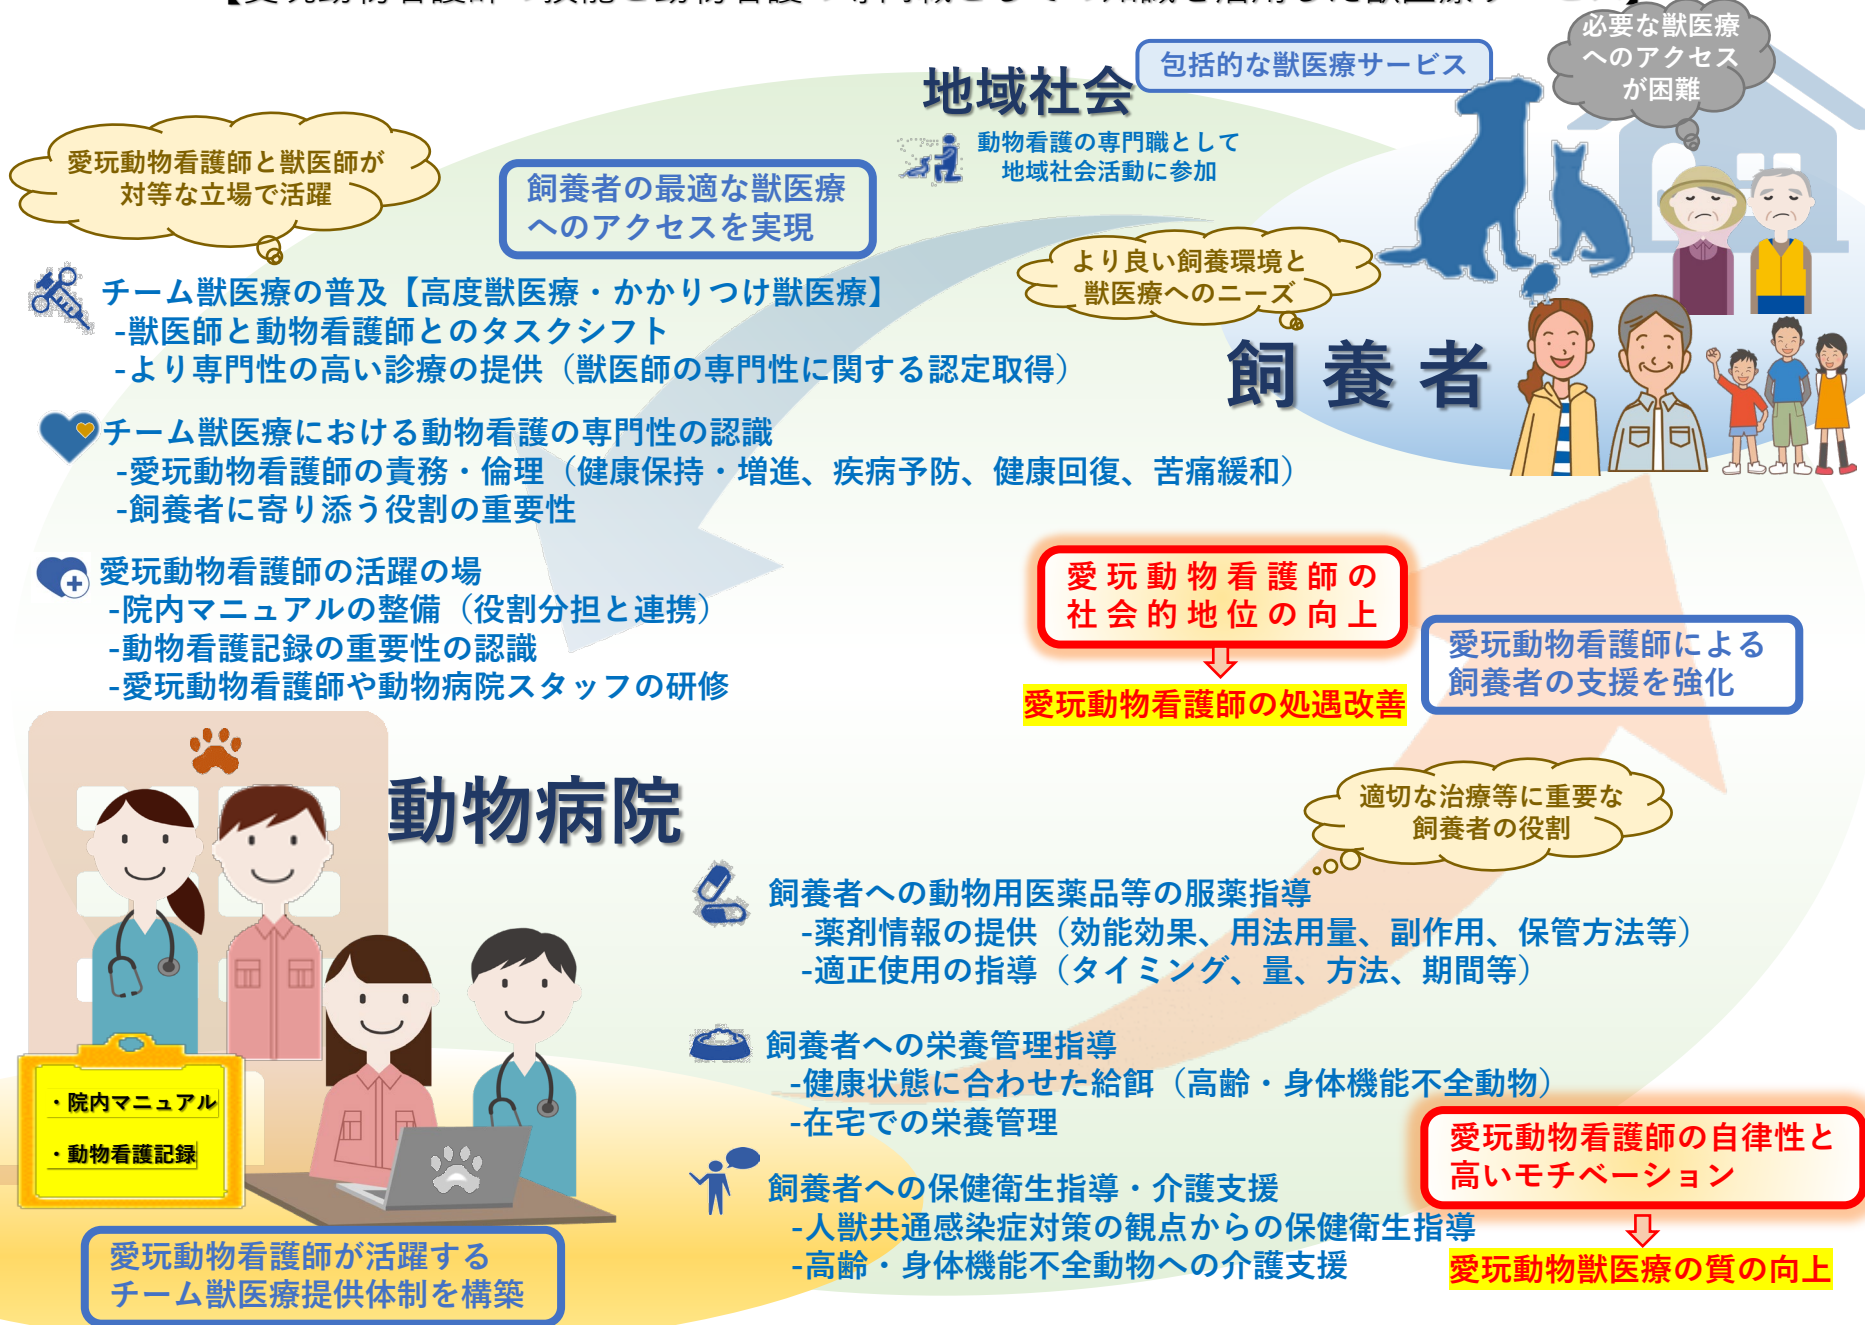 地域社会
包括的な獣医療サービス
必要な獣医療
へのアクセス
が困難
動物看護の専門職として
地域社会活動に参加
愛玩動物看護師と獣医師が
対等な立場で活躍
飼養者の最適な獣医療
へのアクセスを実現
より良い飼養環境と
獣医療へのニーズ
飼養者
チーム獣医療の普及【高度獣医療・かかりつけ獣医療】
-獣医師と動物看護師とのタスクシフト
-より専門性の高い診療の提供（獣医師の専門性に関する認定取得）
チーム獣医療における動物看護の専門性の認識
-愛玩動物看護師の責務・倫理（健康保持・増進、疾病予防、健康回復、苦痛緩和）
-飼養者に寄り添う役割の重要性
愛玩動物看護師の活躍の場
-院内マニュアルの整備（役割分担と連携）
-動物看護記録の重要性の認識
-愛玩動物看護師や動物病院スタッフの研修
愛玩動物看護師の
社会的地位の向上
愛玩動物看護師の処遇改善
愛玩動物看護師による
飼養者の支援を強化
動物病院
適切な治療等に重要な
飼養者の役割
飼養者への動物用医薬品等の服薬指導
-薬剤情報の提供（効能効果、用法用量、副作用、保管方法等）
-適正使用の指導（タイミング、量、方法、期間等）
飼養者への栄養管理指導
-健康状態に合わせた給餌（高齢・身体機能不全動物）
-在宅での栄養管理
飼養者への保健衛生指導・介護支援
-人獣共通感染症対策の観点からの保健衛生指導
-高齢・身体機能不全動物への介護支援
愛玩動物看護師の自律性と
高いモチベーション
愛玩動物獣医療の質の向上
・院内マニュアル
・動物看護記録
愛玩動物看護師が活躍する
チーム獣医療提供体制を構築